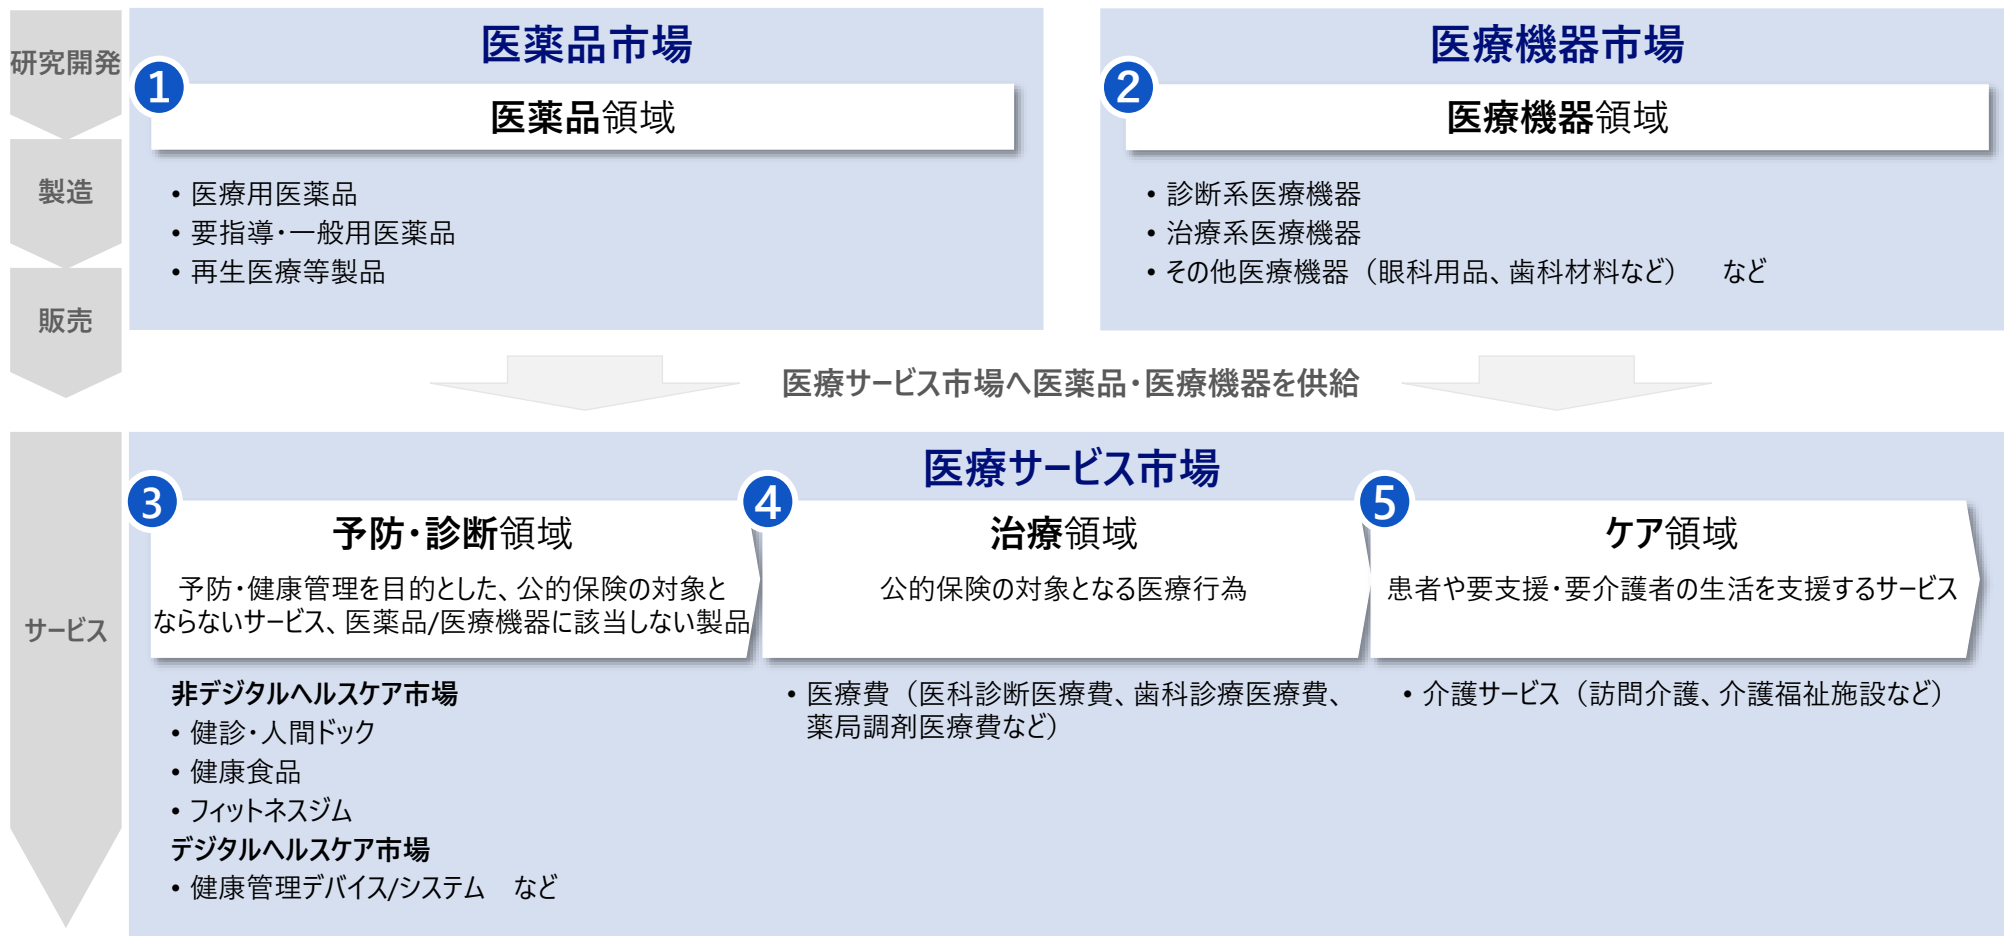 研究開発
製造
販売
サービス
医薬品市場
1
医薬品領域
• 医療用医薬品
• 要指導・一般用医薬品
• 再生医療等製品
医療機器市場
2
医療機器領域
• 診断系医療機器
• 治療系医療機器
• その他医療機器（眼科用品、歯科材料など）　など
医療サービス市場へ医薬品・医療機器を供給
医療サービス市場
3
予防・診断領域
予防・健康管理を目的とした、公的保険の対象と
ならないサービス、医薬品/医療機器に該当しない製品
非デジタルヘルスケア市場
• 健診・人間ドック
• 健康食品
• フィットネスジム
デジタルヘルスケア市場
• 健康管理デバイス/システム　など
4
治療領域
公的保険の対象となる医療行為
• 医療費（医科診断医療費、歯科診療医療費、
薬局調剤医療費など）
5
ケア領域
患者や要支援・要介護者の生活を支援するサービス
• 介護サービス（訪問介護、介護福祉施設など）